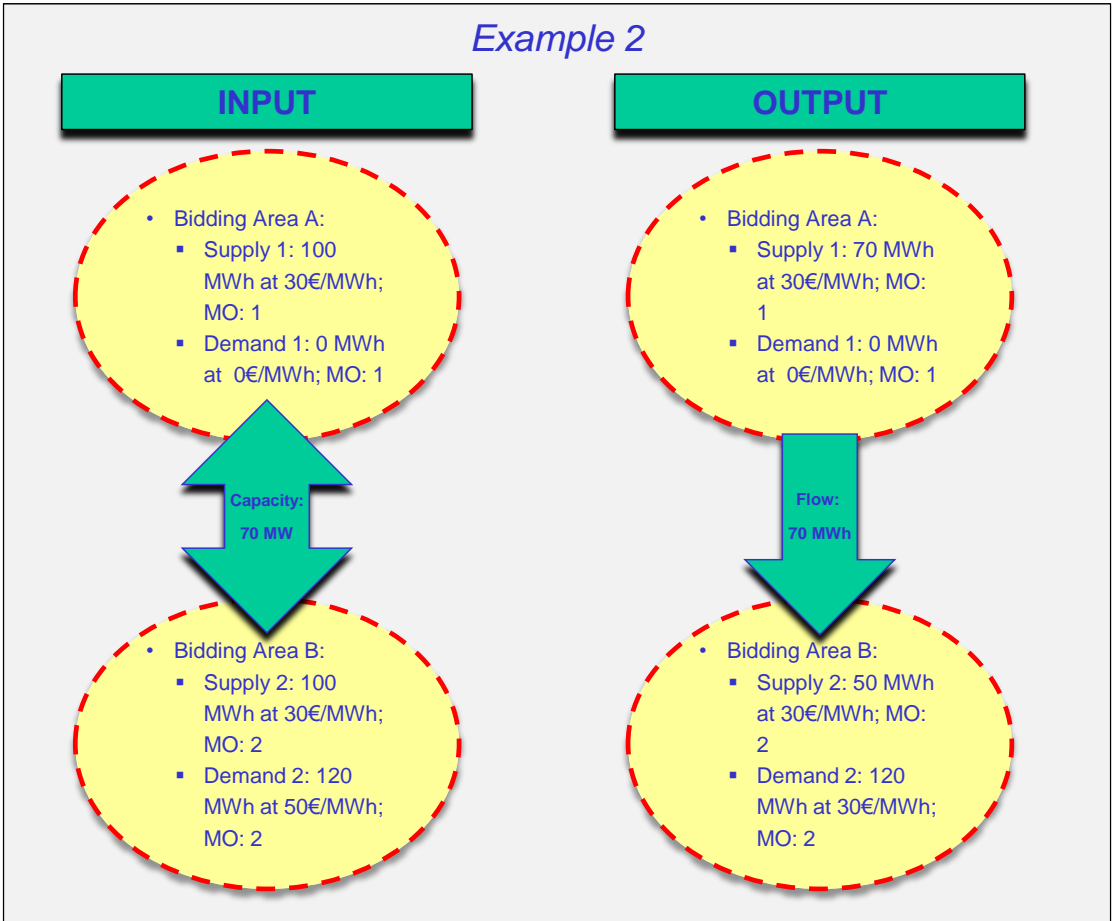 Example 2
INPUT
• Bidding Area A:
▪ Supply 1: 100
MWh at 30€/MWh;
MO: 1
▪ Demand 1: 0 MWh
at 0€/MWh; MO: 1
Capacity:
70 MW
• Bidding Area B:
▪ Supply 2: 100
MWh at 30€/MWh;
MO: 2
▪ Demand 2: 120
MWh at 50€/MWh;
MO: 2
OUTPUT
• Bidding Area A:
▪ Supply 1: 70 MWh
at 30€/MWh; MO:
1
▪ Demand 1: 0 MWh
at 0€/MWh; MO: 1
Flow:
70 MWh
• Bidding Area B:
▪ Supply 2: 50 MWh
at 30€/MWh; MO:
2
▪ Demand 2: 120
MWh at 30€/MWh;
MO: 2